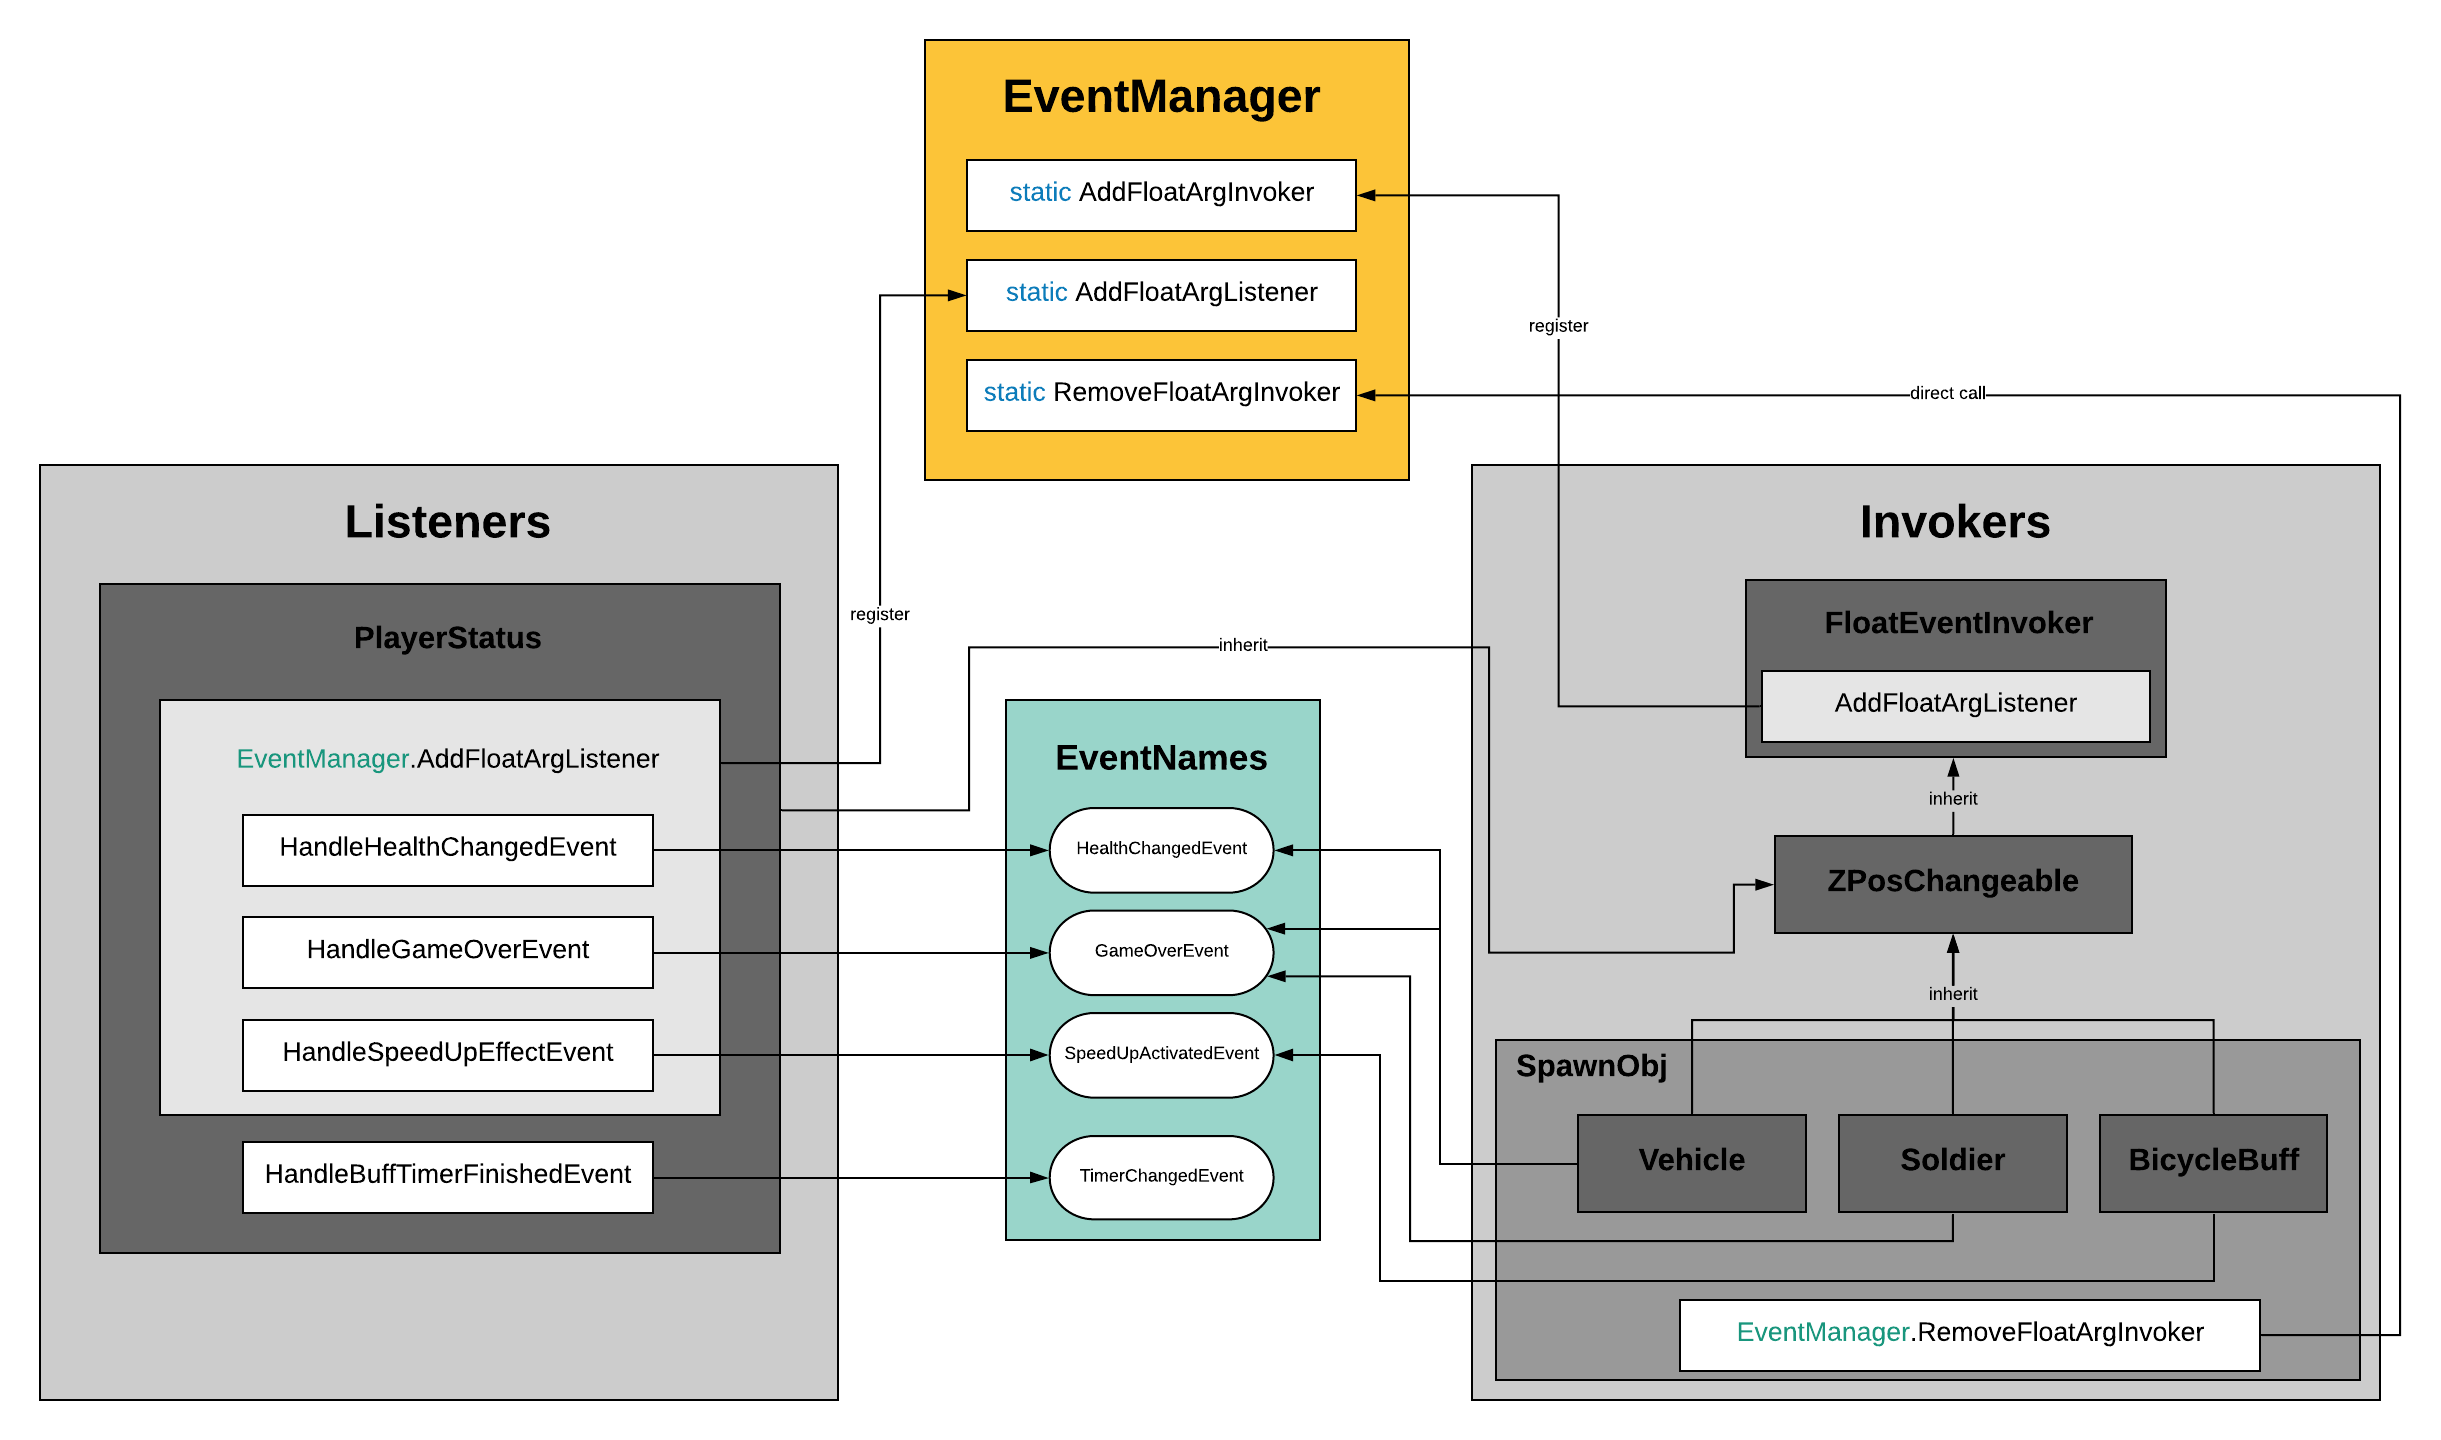 EventManager
static AddFloatArgInvoker
static AddFloatArgListener
static RemoveFloatArgInvoker
register
direct call
Listeners
PlayerStatus
EventManager.AddFloatArgListener
HandleHealthChangedEvent
HandleGameOverEvent
HandleSpeedUpEffectEvent
HandleBuffTimerFinishedEvent
register
inherit
EventNames
HealthChangedEvent
GameOverEvent
SpeedUpActivatedEvent
TimerChangedEvent
Invokers
FloatEventInvoker
AddFloatArgListener
inherit
ZPosChangeable
inherit
SpawnObj
Vehicle
Soldier
BicycleBuff
EventManager.RemoveFloatArgInvoker